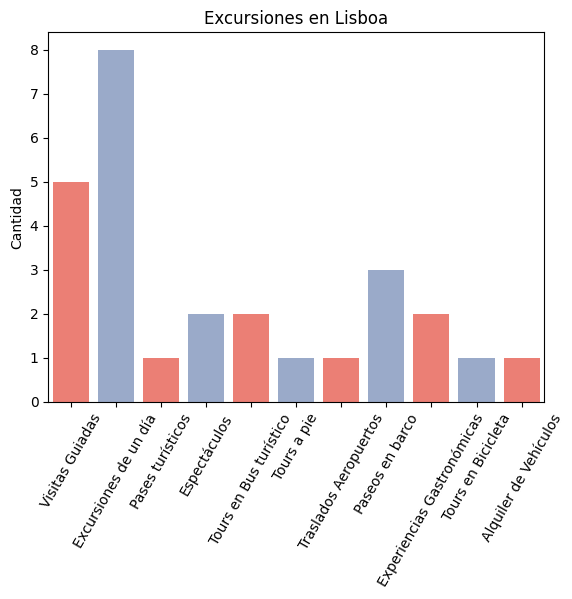 Excursiones en Lisboa
Cantidad
8
7
6
5
4
3
2
1
0
Visitas Guiadas
Excursiones de un día
Pases turísticos
Espectáculos
Tours en Bus turístico
Tours a pie
Traslados Aeropuertos
Paseos en barco
Experiencias Gastronómicas
Tours en Bicicleta
Alquiler de Vehículos